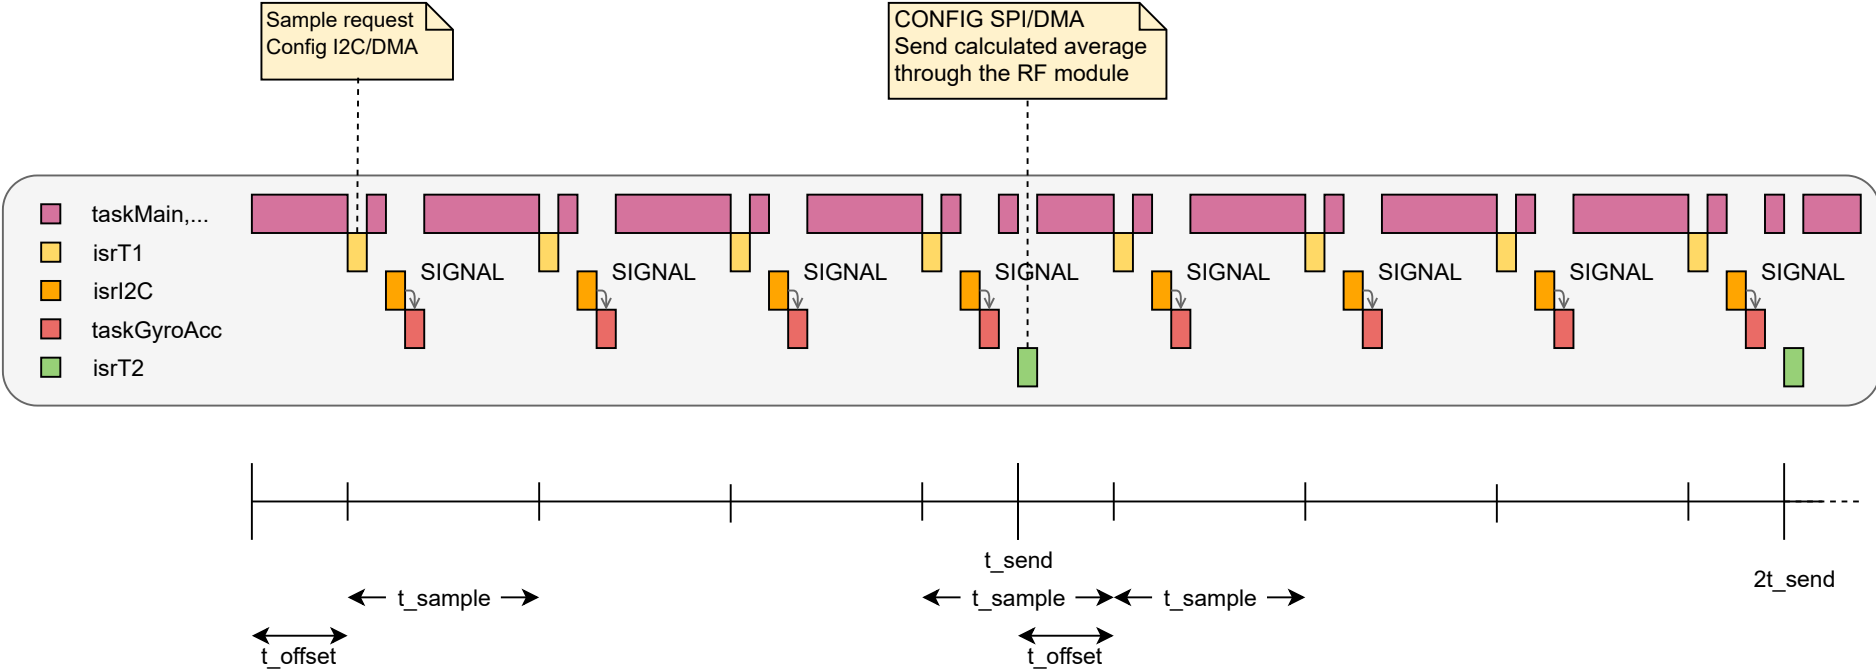 Sample request
Config I2C/DMA
CONFIG SPI/DMA
Send calculated average
through the RF module
taskMain,...
isrT1
isrI2C
taskGyroAcc
isrT2
SIGNAL
SIGNAL
SIGNAL
SIGNAL
SIGNAL
SIGNAL
SIGNAL
SIGNAL
t_send
2t_send
t_sample
t_sample
t_sample
t_offset
t_offset